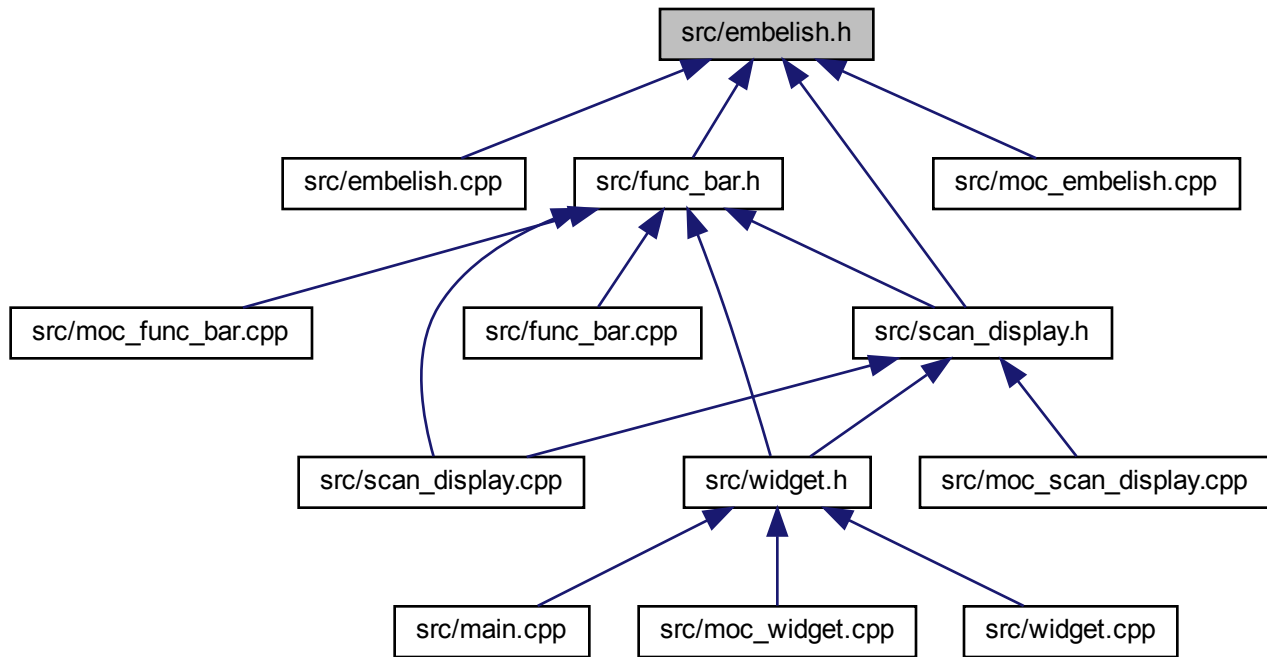 src/embelish.h
src/embelish.cpp
src/func_bar.h
src/moc_embelish.cpp
src/moc_func_bar.cpp
src/func_bar.cpp
src/scan_display.h
src/scan_display.cpp
src/widget.h
src/moc_scan_display.cpp
src/main.cpp
src/moc_widget.cpp
src/widget.cpp